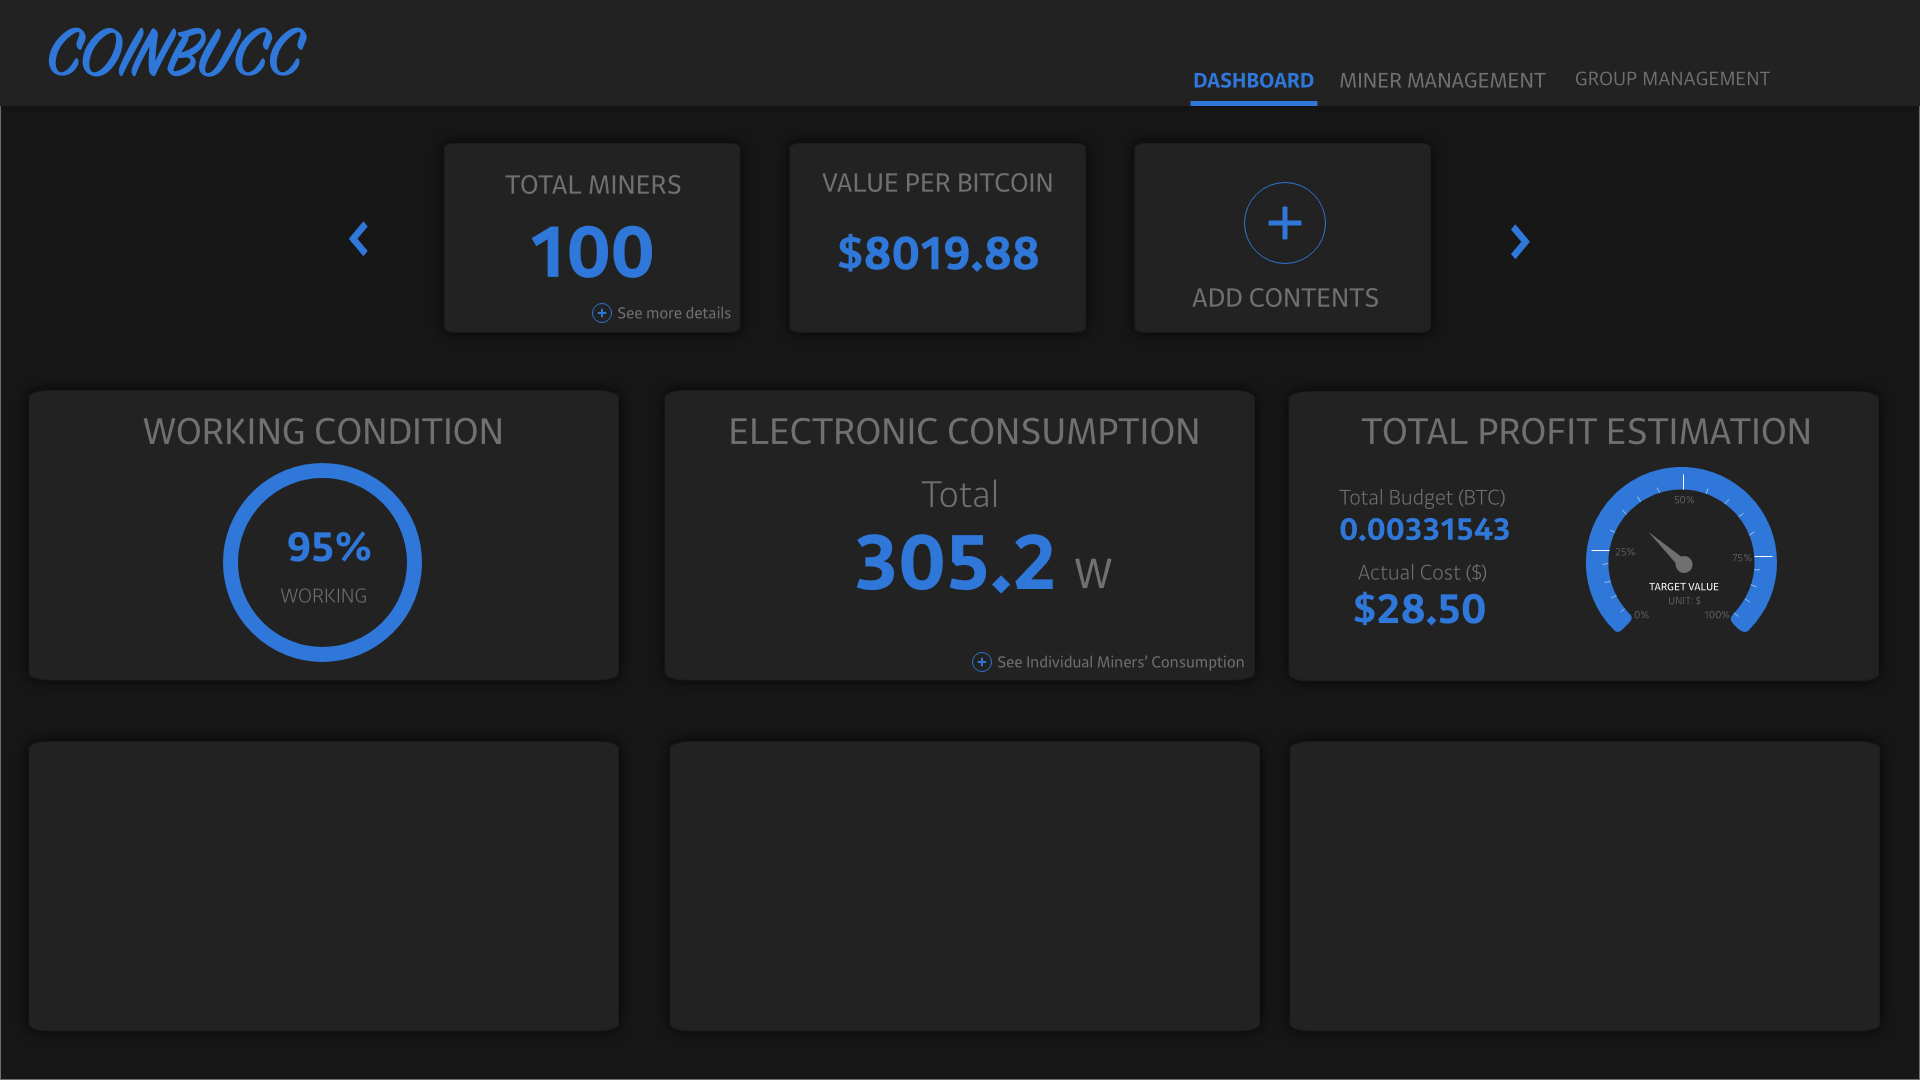 COINBUCC
DASHBOARD MINER MANAGEMENT GROUP MANAGEMENT
TOTAL MINERS
100
See more details
VALUE PER BITCOIN
$8019.88
ADD CONTENTS
WORKING CONDITION
95%
WORKING
ELECTRONIC CONSUMPTION
Total
305.2 W
See Individual Miners’ Consumption
TOTAL PROFIT ESTIMATION
Total Budget (BTC)
0.00331543
Actual Cost ($)
$28.50
50%
25%
75%
TARGET VALUE
UNIT: $
0%
100%